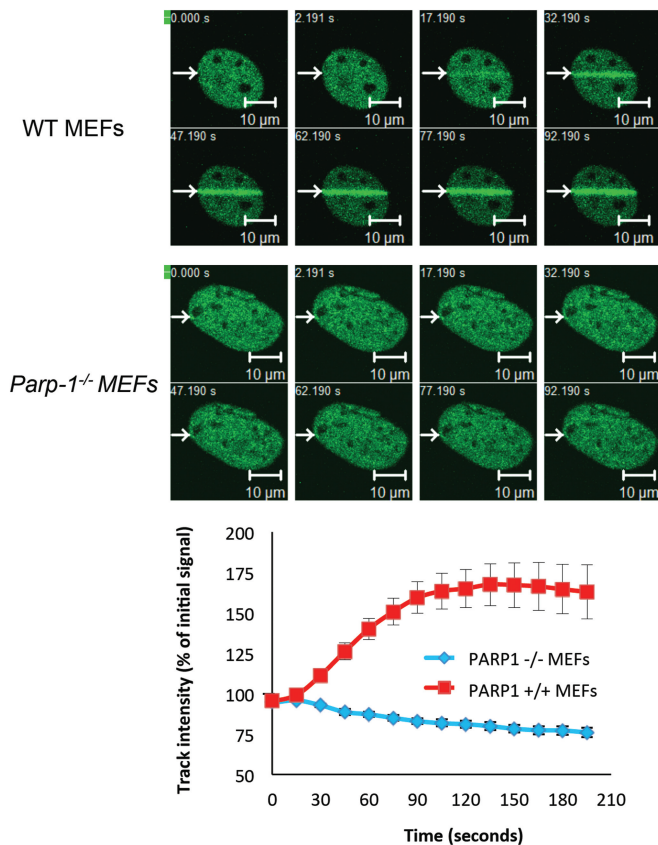 0.000 s 2.191 s 17.190 s 32.190 s
10 µm 10 µm 10 µm 10 µm
WT MEFs
47.190 s 62.190 s 77.190 s 92.190 s
10 µm 10 µm 10 µm 10 µm
0.000 s 2.191 s 17.190 s 32.190 s
10 µm 10 µm 10 µm 10 µm
Parp-1-/- MEFs
47.190 s 62.190 s 77.190 s 92.190 s
10 µm 10 µm 10 µm 10 µm
Track intensity (% of initial signal)
200
175
150
125
100
75
50
PARP1 -/- MEFs
PARP1 +/+ MEFs
0 30 60 90 120 150 180 210
Time (seconds)